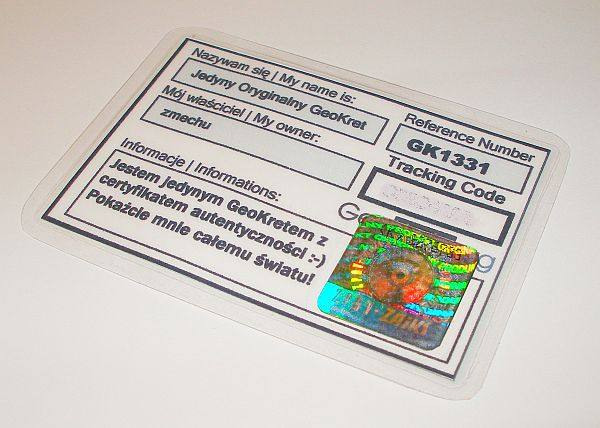 Nazywam się | My name is:
Jedyny Oryginalny GeoKret
Mój właściciel | My owner:
zmechu
Informacje | Informations:
Jestem jedynym GeoKretem z
certyfikatem autentyczności :-)
Pokażcie mnie całemu światu!
Reference Number
GK1331
Tracking Code